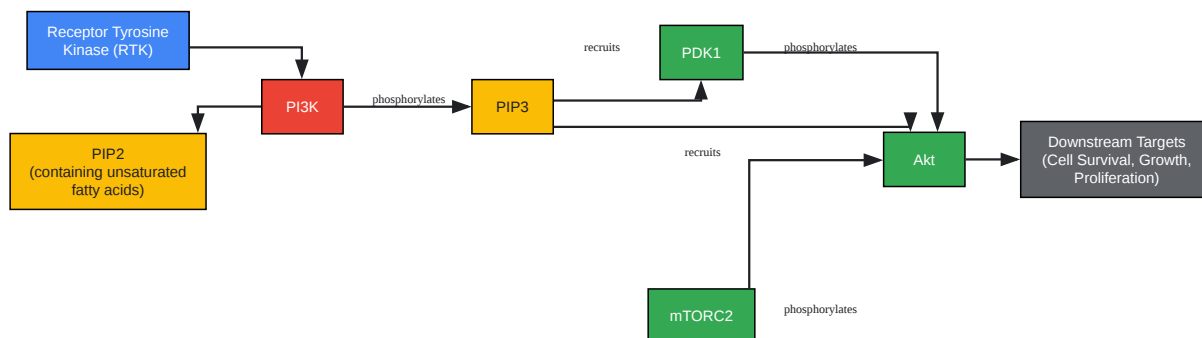 Receptor Tyrosine
Kinase (RTK)
PI3K
PIP2
(containing unsaturated
fatty acids)
phosphorylates
PIP3
recruits
PDK1
phosphorylates
recruits
Akt
Downstream Targets
(Cell Survival, Growth,
Proliferation)
mTORC2
phosphorylates